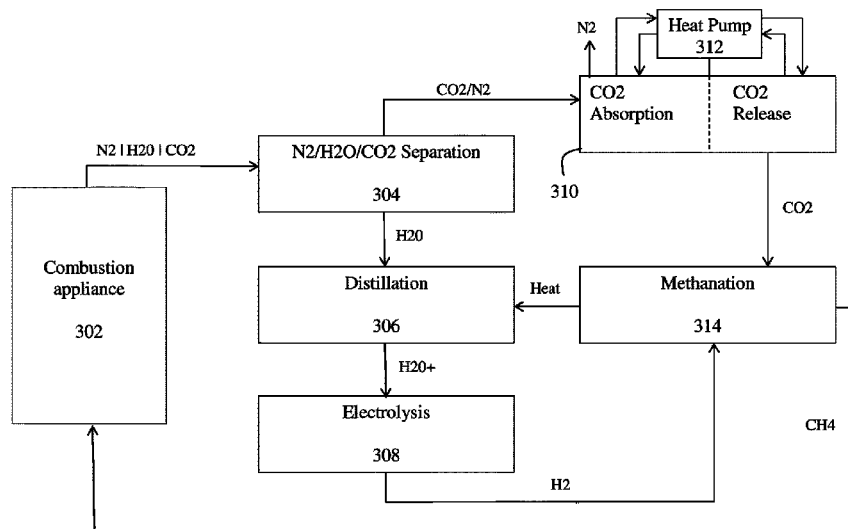 Heat Pump
312
N2
CO2/N2
CO2
Absorption
CO2
Release
N2 | H20 | CO2
N2/H2O/CO2 Separation
304
310
CO2
H20
Combustion
appliance
302
Distillation
306
Heat
Methanation
314
H20+
Electrolysis
308
CH4
H2